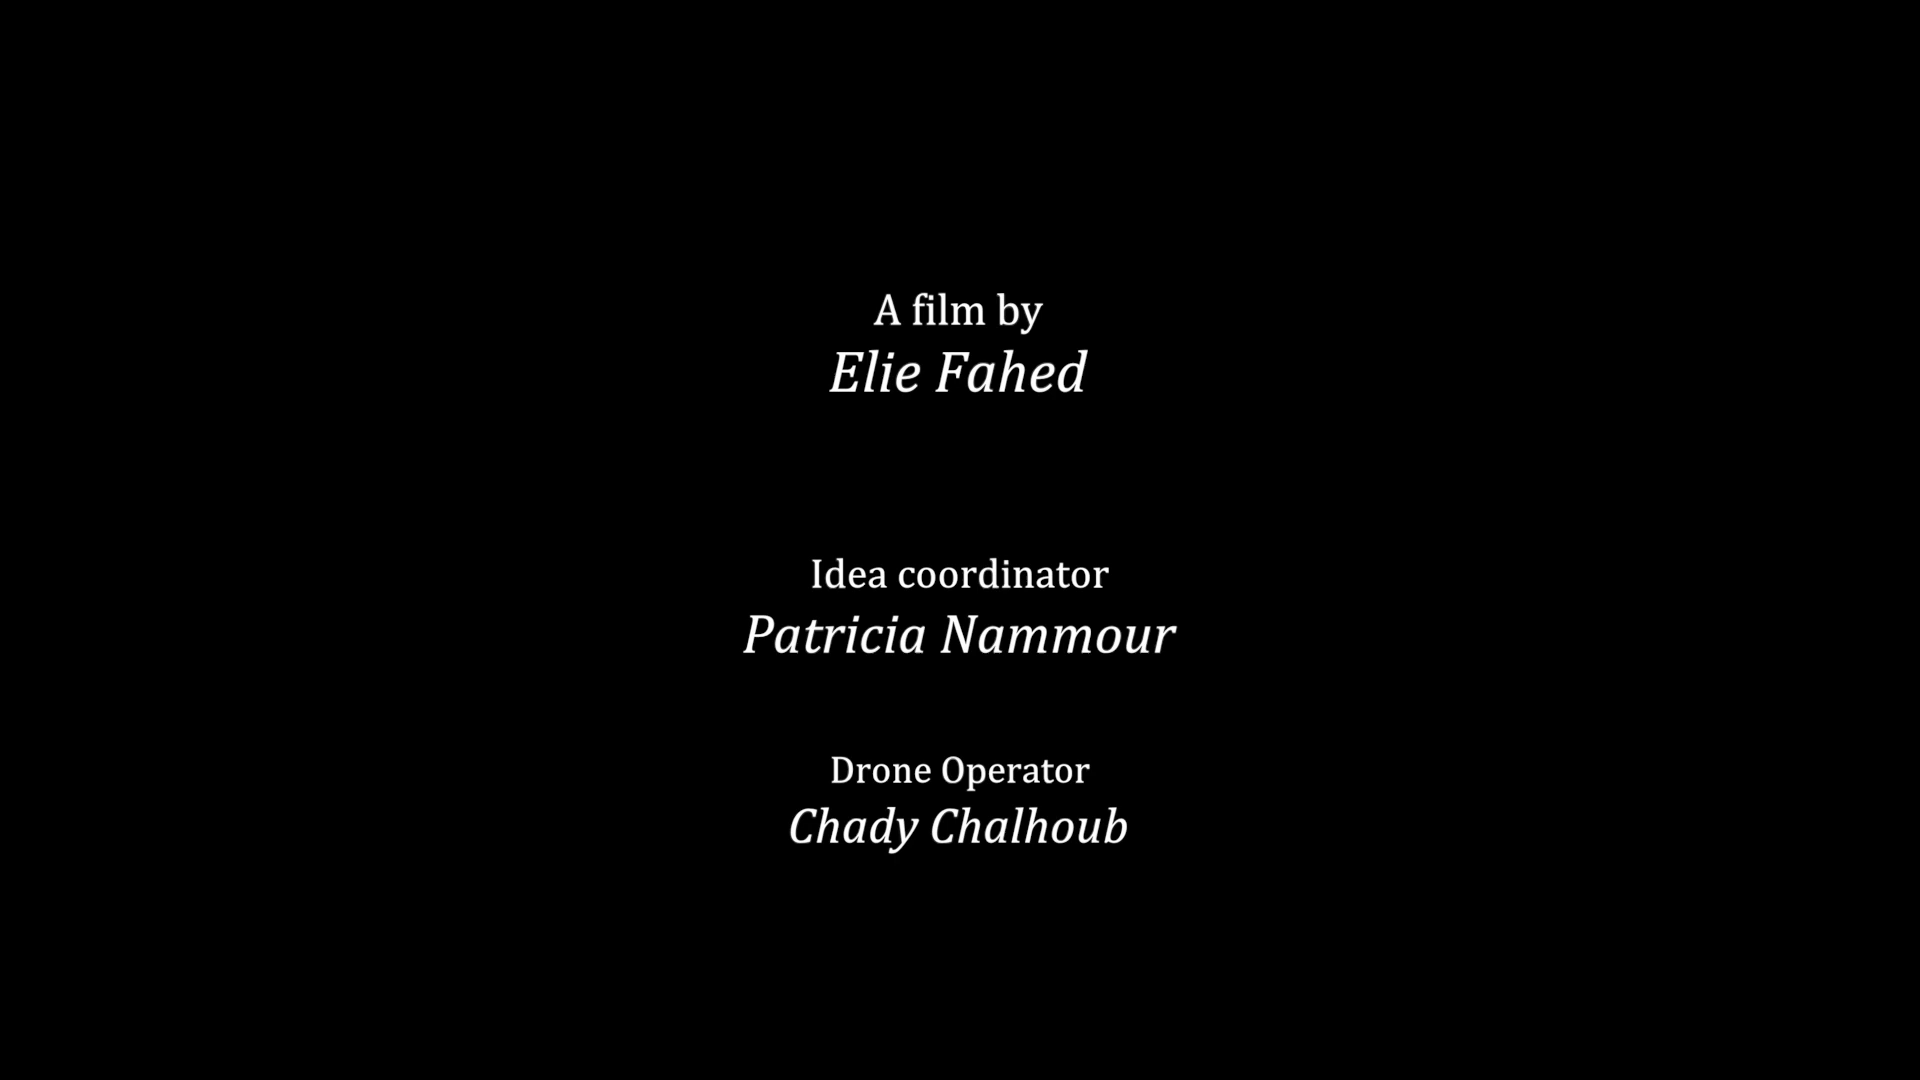 A film by
Elie Fahed
Idea coordinator
Patricia Nammour
Drone Operator
Chady Chalhoub